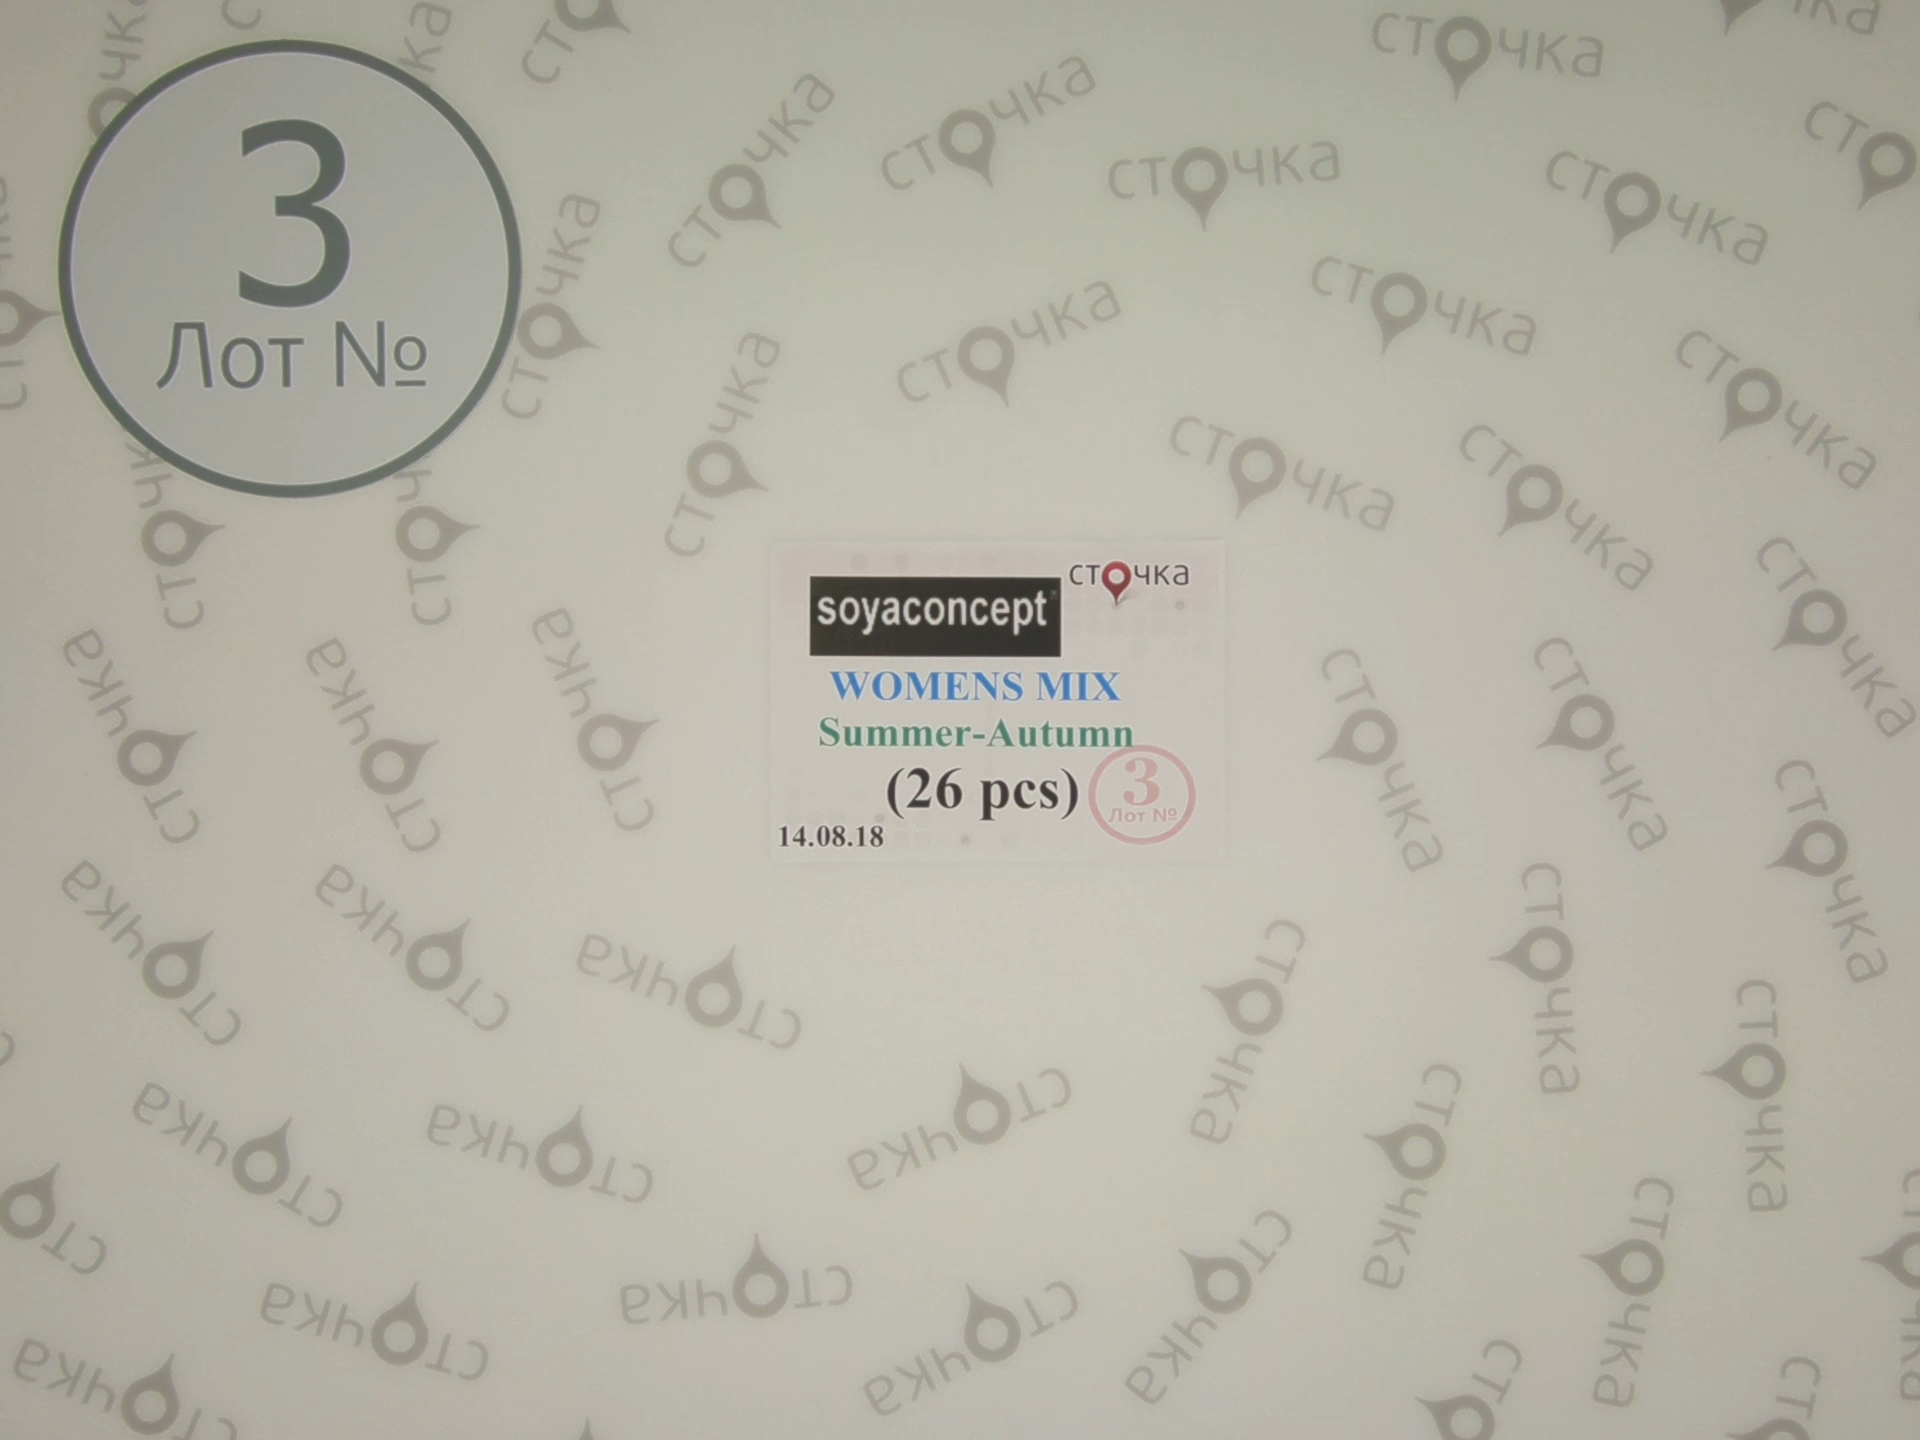 3
Лот №
сточка
soyaconcept
WOMENS MIX
Summer-Autumn
(26 pcs)
3
Лот №
14.08.18